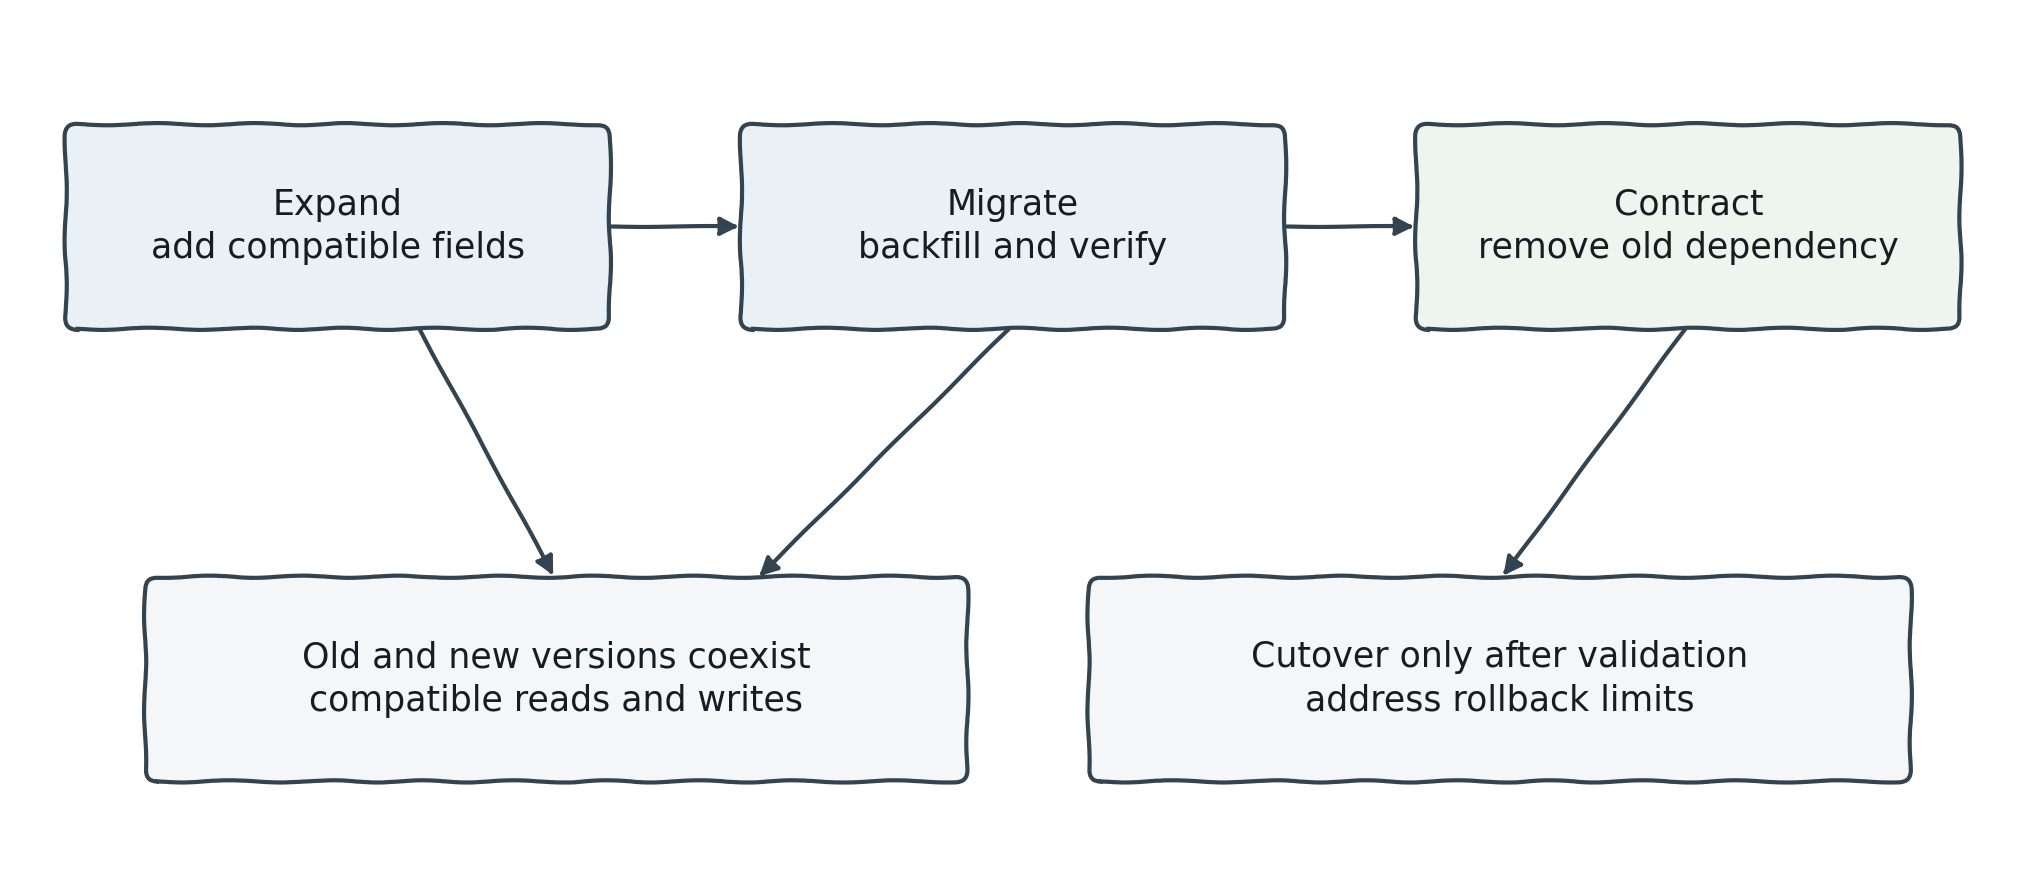 Expand
add compatible fields
Migrate
backfill and verify
Contract
remove old dependency
Old and new versions coexist
compatible reads and writes
Cutover only after validation
address rollback limits